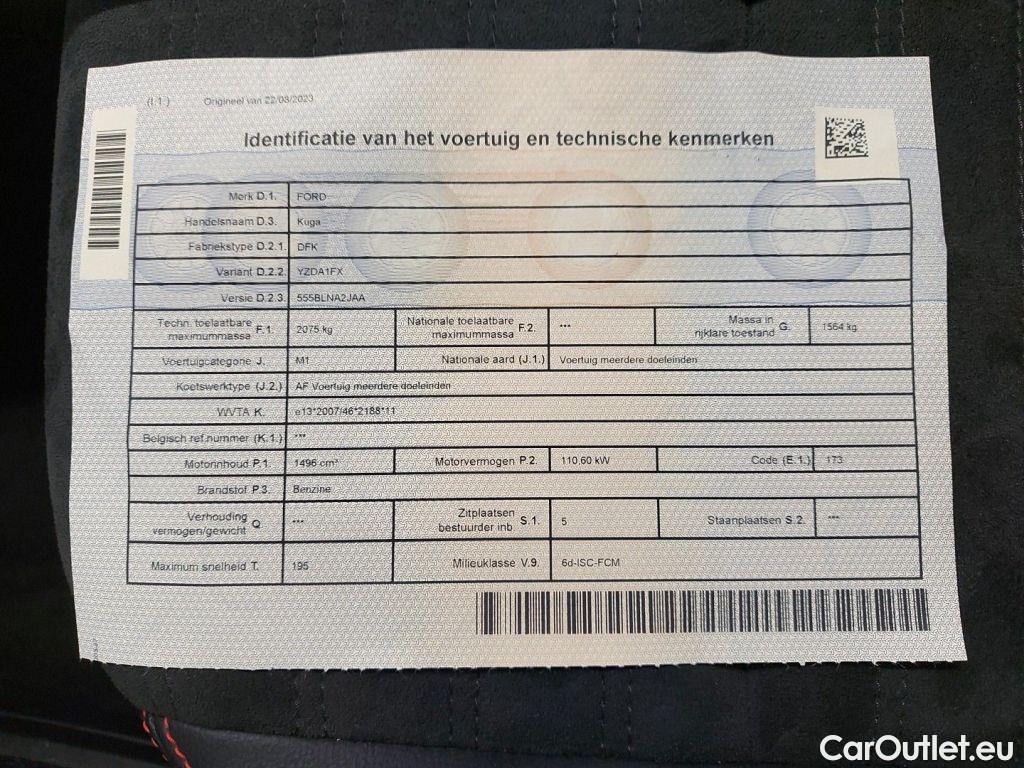 (I.1.) Origineel van 22/08/2023
Identificatie van het voertuig en technische kenmerken
Merk D.1. FORD
Handelsnaam D.3. Kuga
Fabriekstype D.2.1. DFK
Variant D.2.2. YZDA1FX
Versie D.2.3. 555BLNA2JAA
Techn. toelaatbare maximummassa F.1. 2075 kg Nationale toelaatbare maximummassa F.2. *** Massa in rijklare toestand G. 1564 kg
Voertuigcategorie J. M1 Nationale aard (J.1.) Voertuig meerdere doeleinden
Koetswerktype (J.2.) AF Voertuig meerdere doeleinden
WVTA K. e13*2007/46*2188*11
Belgisch ref.nummer (K.1.) ***
Motorinhoud P.1. 1496 cm³ Motorvermogen P.2. 110,60 kW Code (E.1.) 173
Brandstof P.3. Benzine
Verhouding vermogen/gewicht Q *** Zitplaatsen bestuurder inb. S.1. 5 Staanplaatsen S.2. ***
Maximum snelheid T. 195 Milieuklasse V.9. 6d-ISC-FCM
CarOutlet.eu